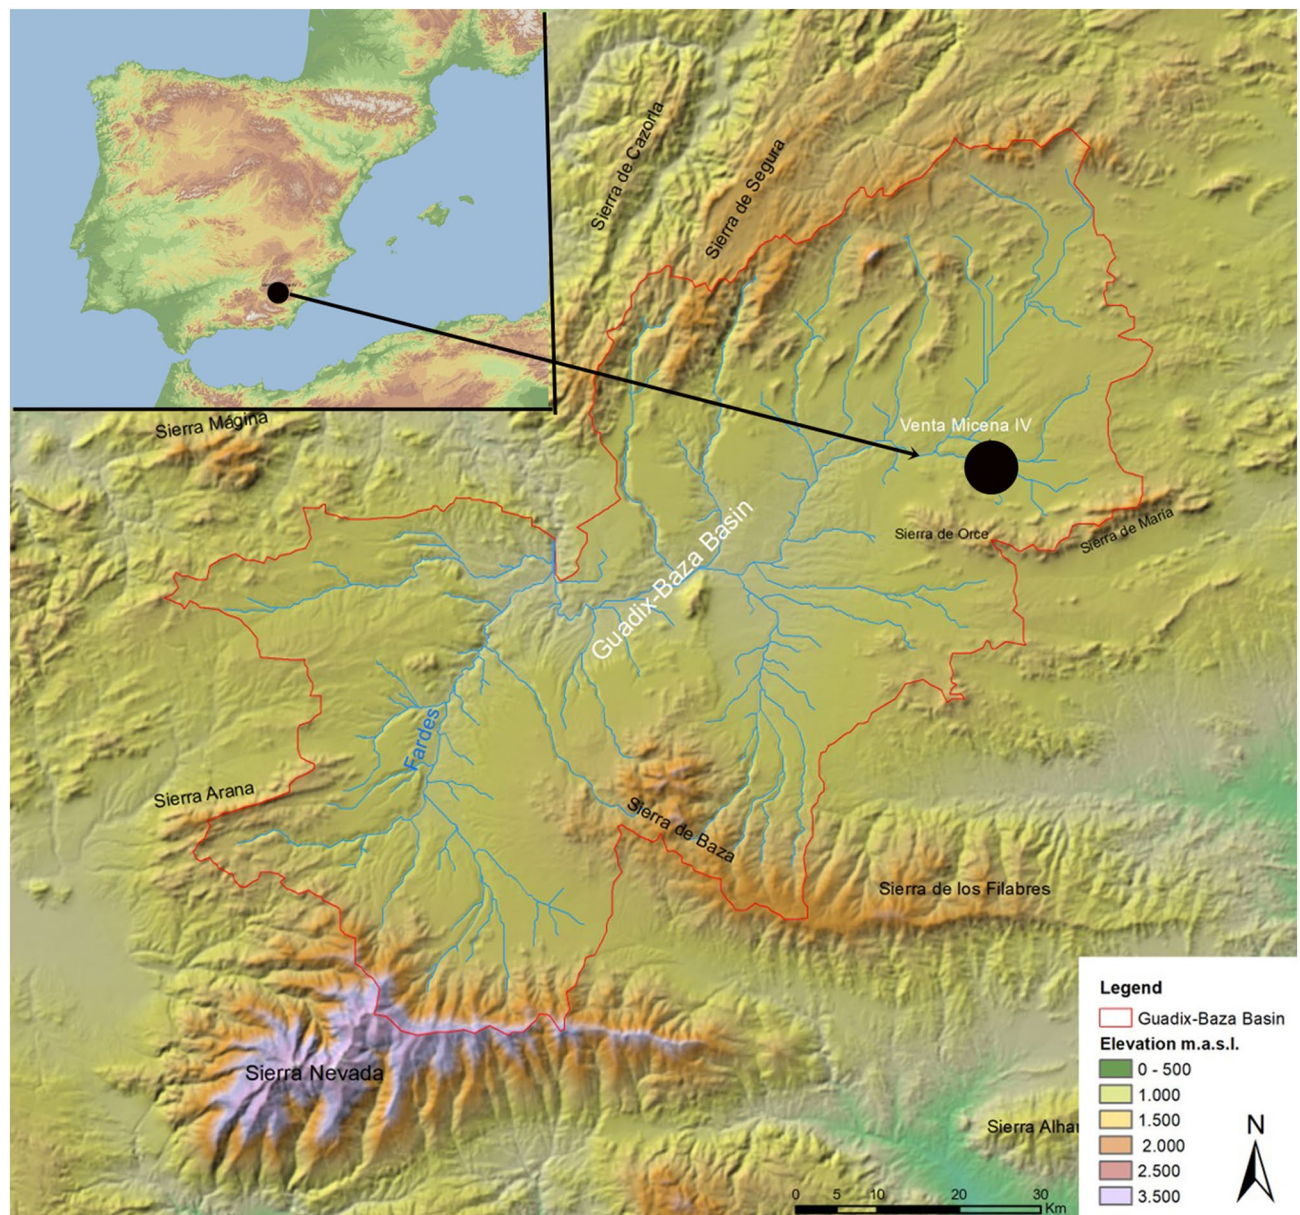 Sierra de Cazorla
Sierra de Segura
Sierra Mágina
Venta Micena IV
Sierra de Orce
Sierra de María
Guadix-Baza Basin
Fardes
Sierra Arana
Sierra de Baza
Sierra de los Filabres
Sierra Nevada
Sierra Alhar
Legend
Guadix-Baza Basin
Elevation m.a.s.l.
0 - 500
1.000
1.500
2.000
2.500
3.500
N
0 5 10 20 30
Km